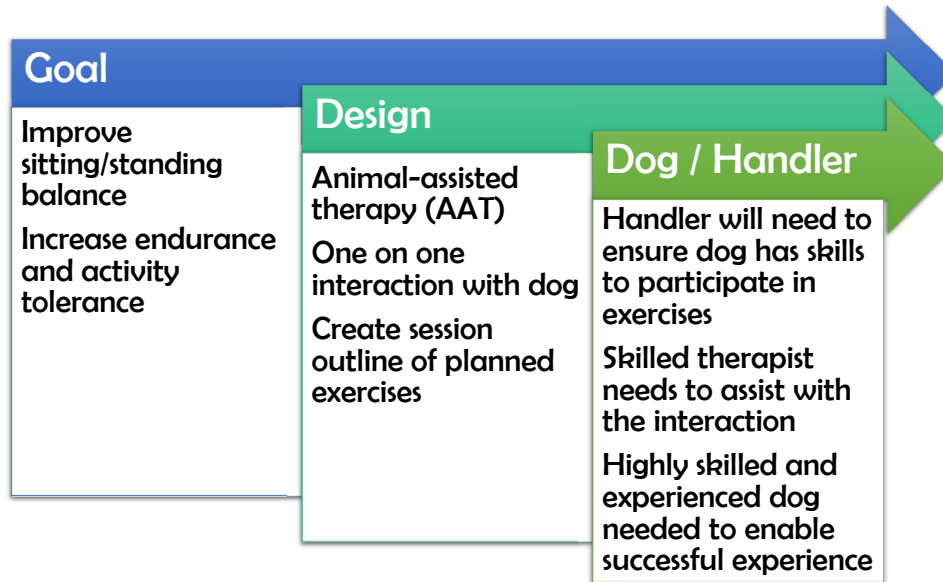 Goal
Improve
sitting/standing
balance
Increase endurance
and activity
tolerance
Design
Animal-assisted
therapy (AAT)
One on one
interaction with dog
Create session
outline of planned
exercises
Dog / Handler
Handler will need to
ensure dog has skills
to participate in
exercises
Skilled therapist
needs to assist with
the interaction
Highly skilled and
experienced dog
needed to enable
successful experience